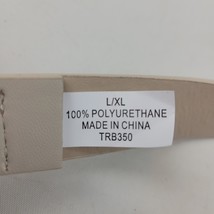 L/XL
100% POLYURETHANE
MADE IN CHINA
TRB350